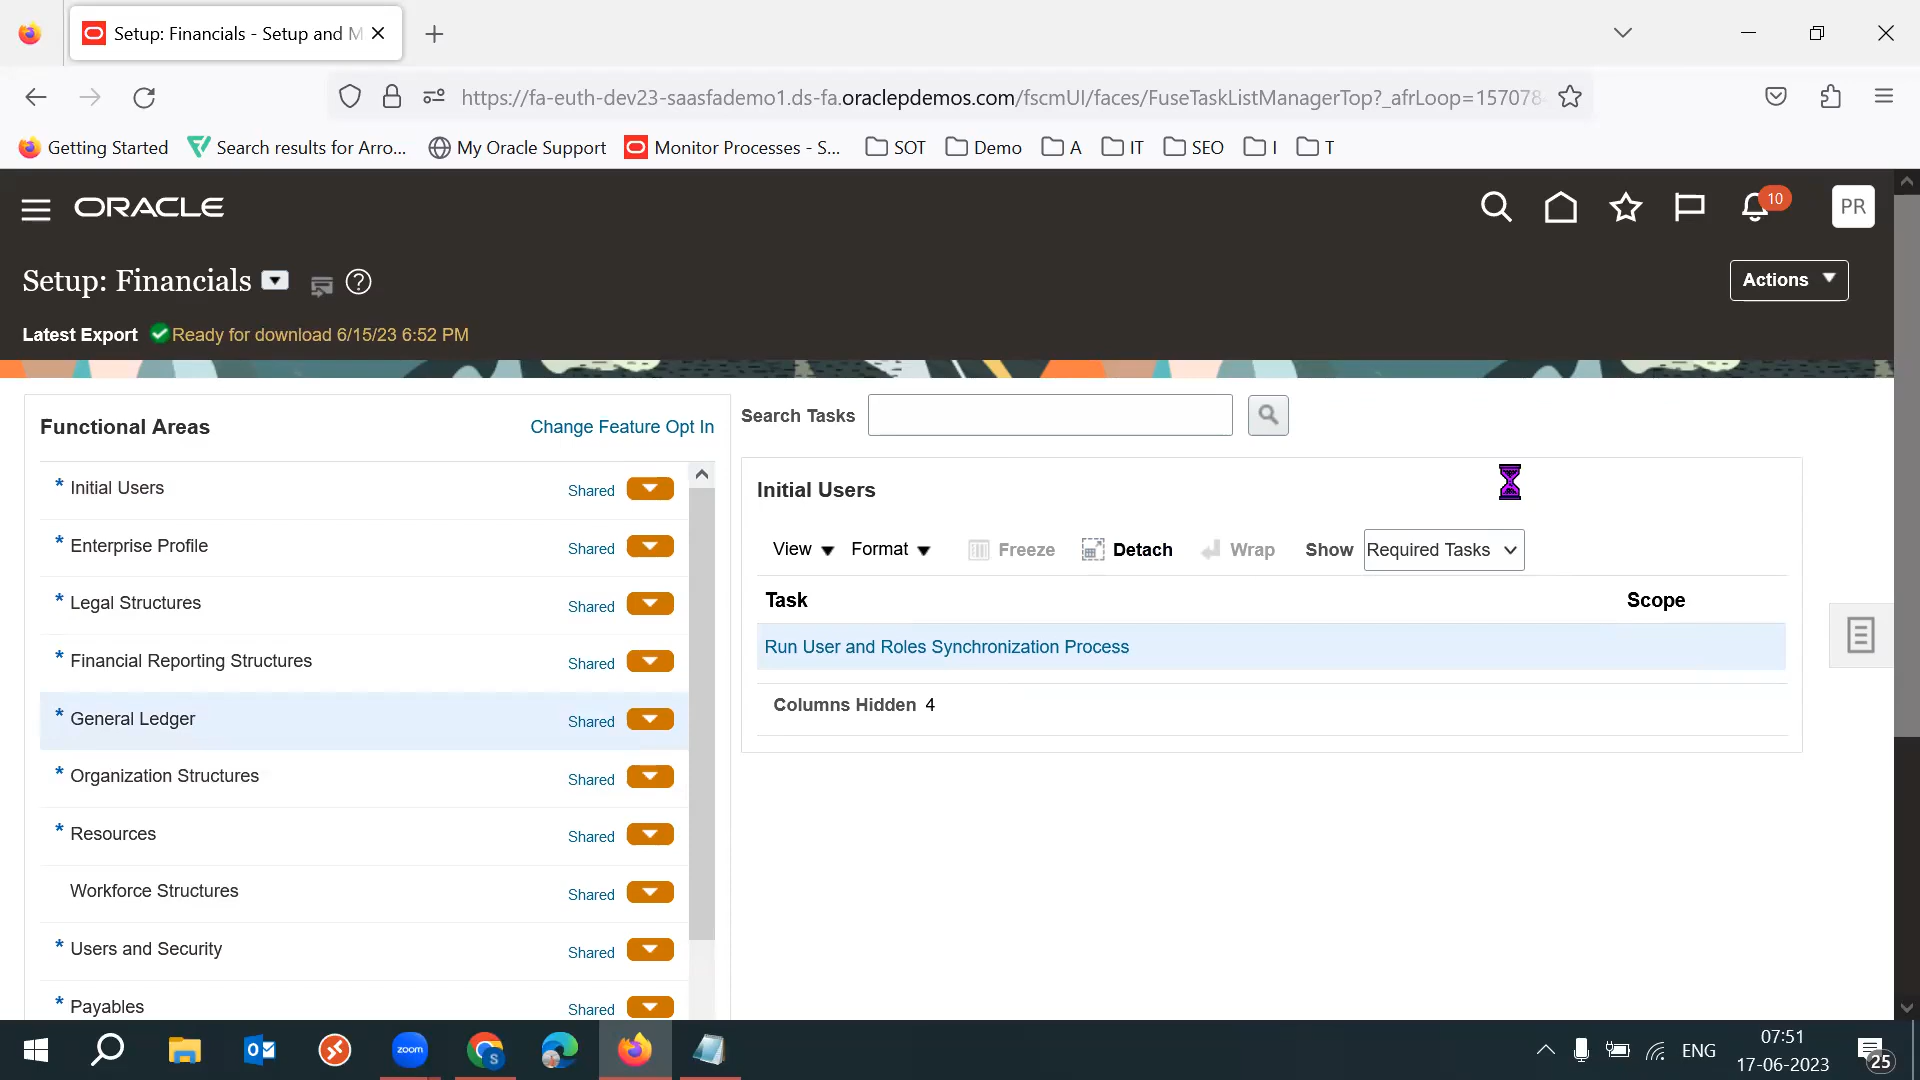 Setup: Financials - Setup and M
https://fa-euth-dev23-saasfademo1.ds-fa.oraclepdemos.com/fscmUI/faces/FuseTaskListManagerTop?_afrLoop=157078
Getting Started Search results for Arro... My Oracle Support Monitor Processes - S... SOT Demo A IT SEO I T
ORACLE
10
PR
Setup: Financials
Actions
Latest Export Ready for download 6/15/23 6:52 PM
Functional Areas Change Feature Opt In
* Initial Users Shared
* Enterprise Profile Shared
* Legal Structures Shared
* Financial Reporting Structures Shared
* General Ledger Shared
* Organization Structures Shared
* Resources Shared
Workforce Structures Shared
* Users and Security Shared
* Payables Shared
Search Tasks
Initial Users
View Format Freeze Detach Wrap Show Required Tasks
Task Scope
Run User and Roles Synchronization Process
Columns Hidden 4
zoom
S
ENG
07:51
17-06-2023
25